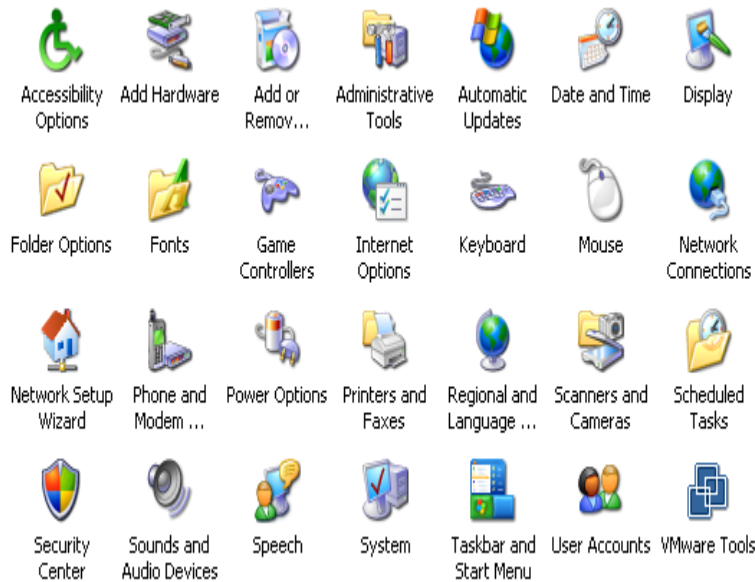 Accessibility Options
Add Hardware
Add or Remov...
Administrative Tools
Automatic Updates
Date and Time
Display
Folder Options
Fonts
Game Controllers
Internet Options
Keyboard
Mouse
Network Connections
Network Setup Wizard
Phone and Modem ...
Power Options
Printers and Faxes
Regional and Language ...
Scanners and Cameras
Scheduled Tasks
Security Center
Sounds and Audio Devices
Speech
System
Taskbar and Start Menu
User Accounts
VMware Tools